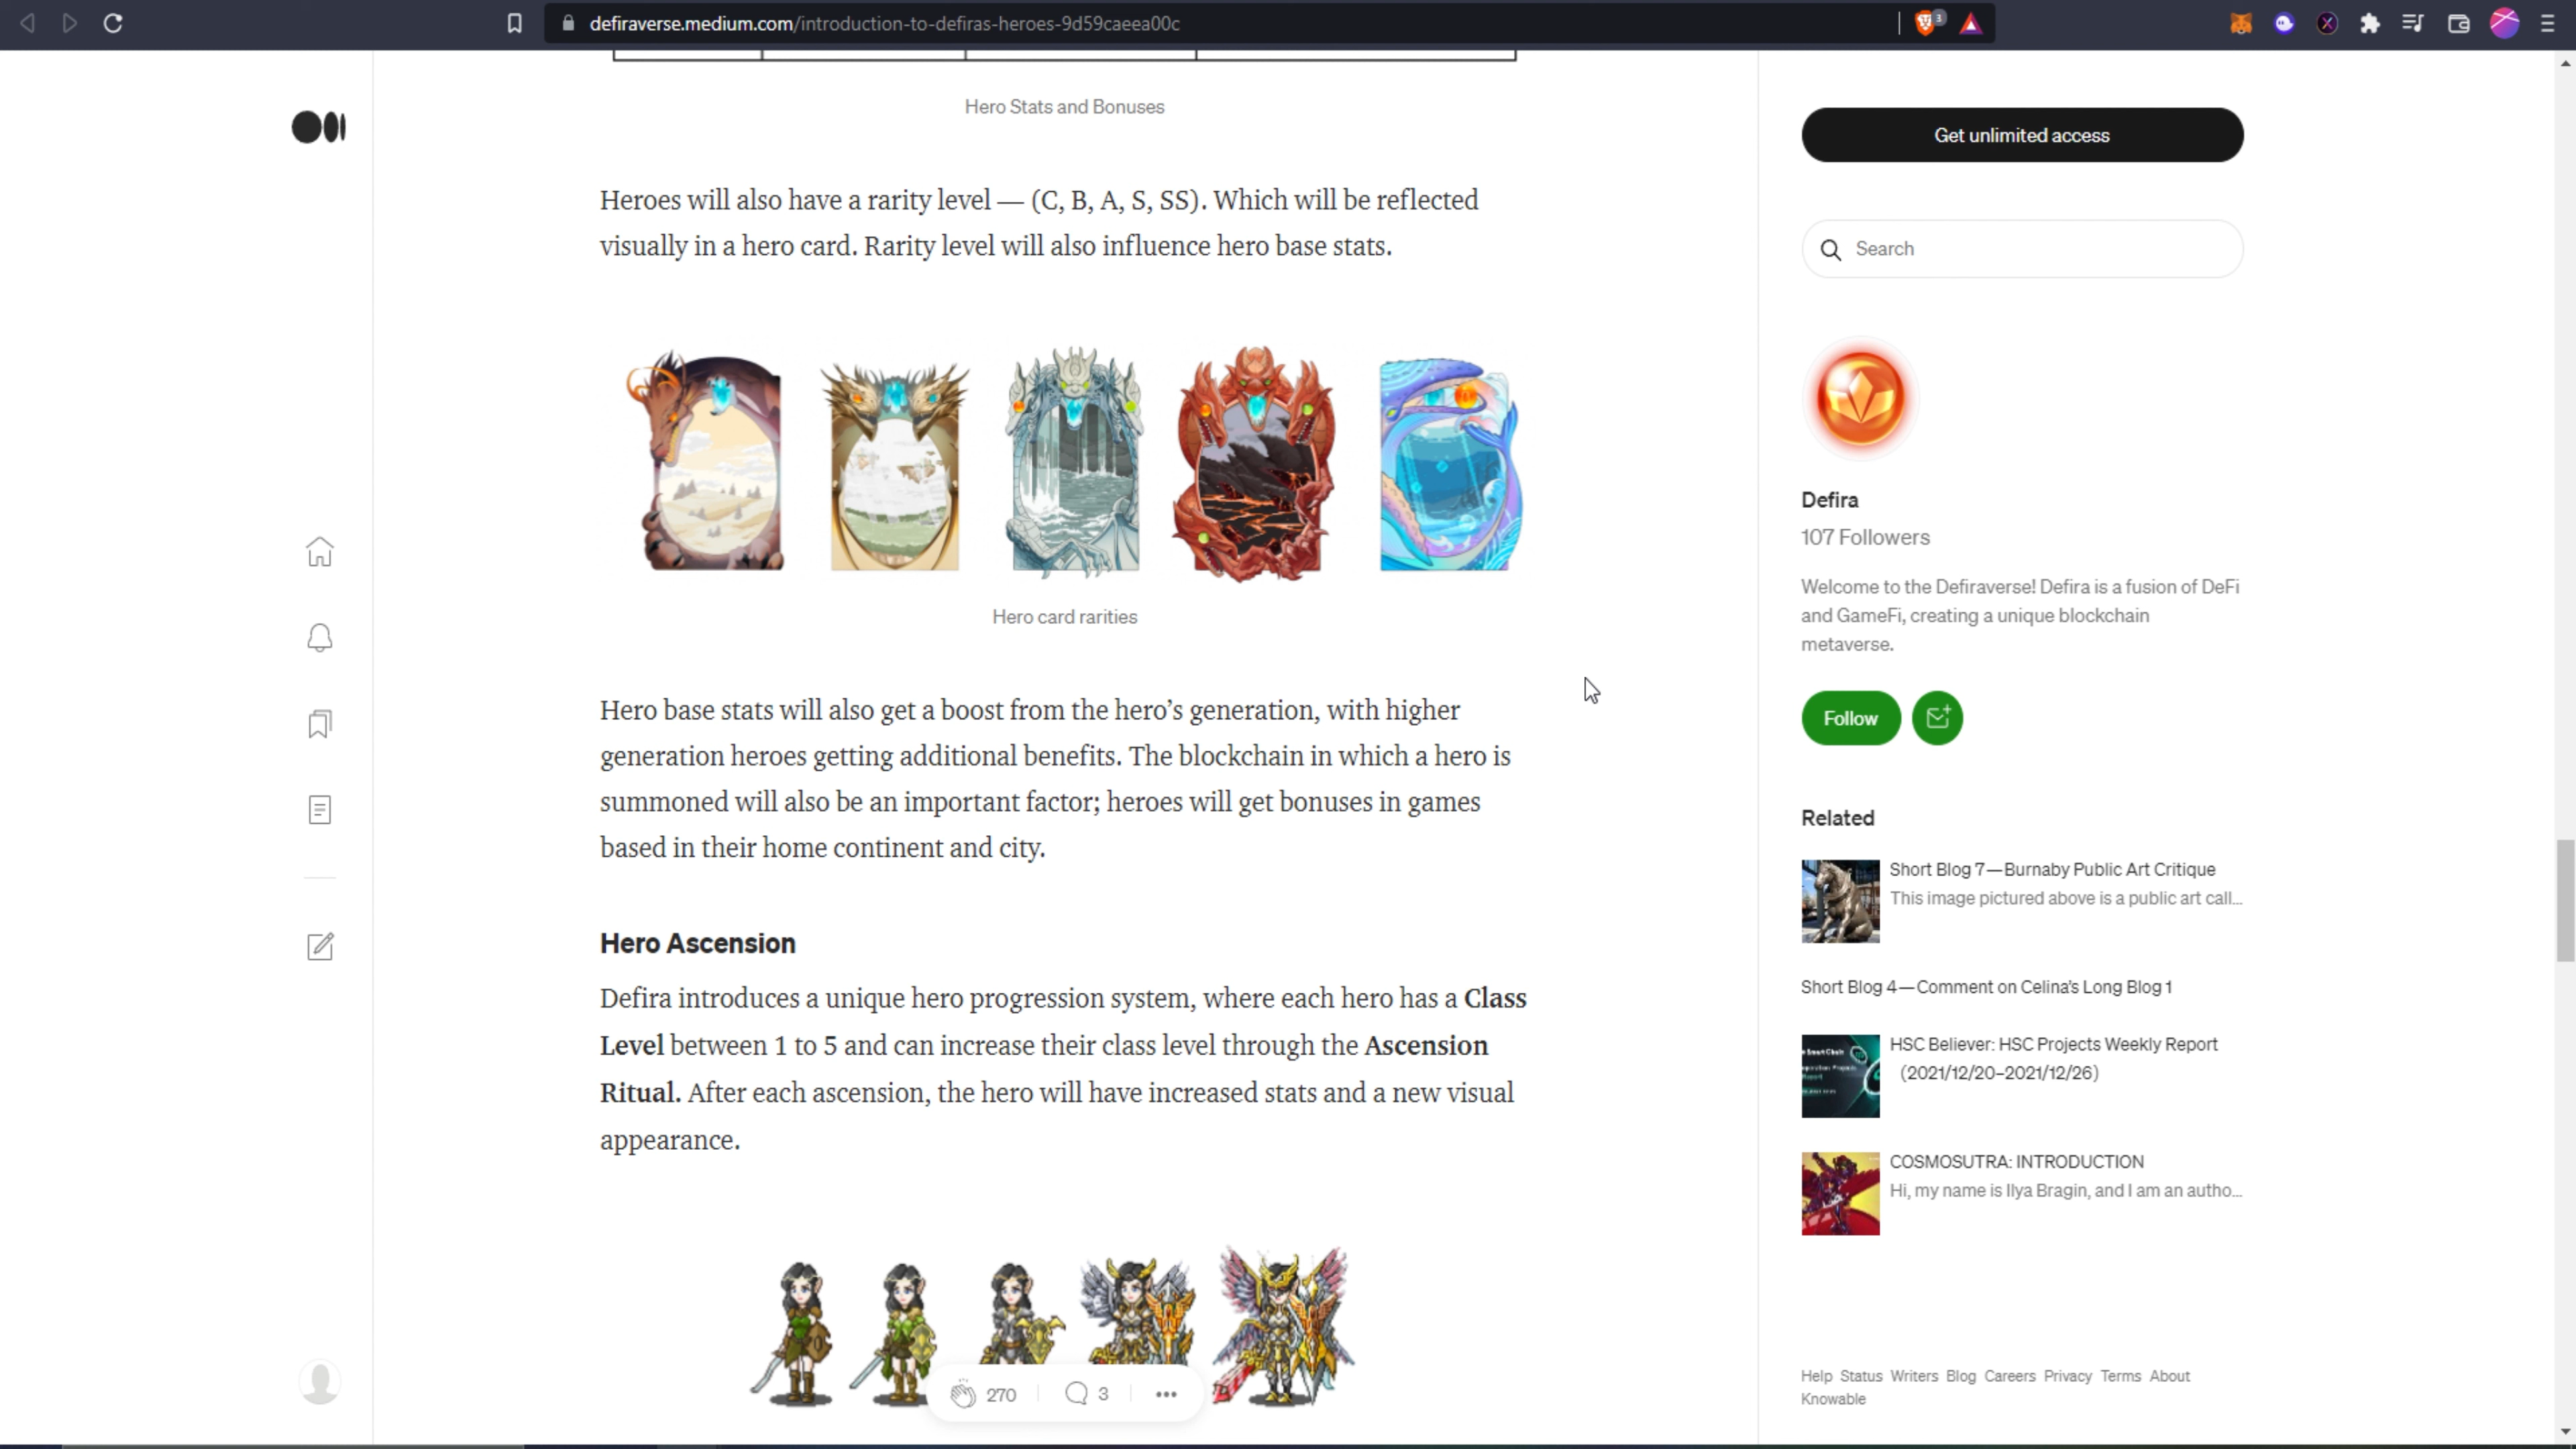 defiraverse.medium.com/introduction-to-defiras-heroes-9d59caeea00c
3
Hero Stats and Bonuses
Heroes will also have a rarity level — (C, B, A, S, SS). Which will be reflected
visually in a hero card. Rarity level will also influence hero base stats.
Hero card rarities
Hero base stats will also get a boost from the hero’s generation, with higher
generation heroes getting additional benefits. The blockchain in which a hero is
summoned will also be an important factor; heroes will get bonuses in games
based in their home continent and city.
Hero Ascension
Defira introduces a unique hero progression system, where each hero has a Class
Level between 1 to 5 and can increase their class level through the Ascension
Ritual. After each ascension, the hero will have increased stats and a new visual
appearance.
270
3
Get unlimited access
Search
Defira
107 Followers
Welcome to the Defiraverse! Defira is a fusion of DeFi
and GameFi, creating a unique blockchain
metaverse.
Follow
Related
Short Blog 7—Burnaby Public Art Critique
This image pictured above is a public art call...
Short Blog 4—Comment on Celina’s Long Blog 1
HSC Believer: HSC Projects Weekly Report
(2021/12/20–2021/12/26)
COSMOSUTRA: INTRODUCTION
Hi, my name is Ilya Bragin, and I am an autho...
Help Status Writers Blog Careers Privacy Terms About
Knowable